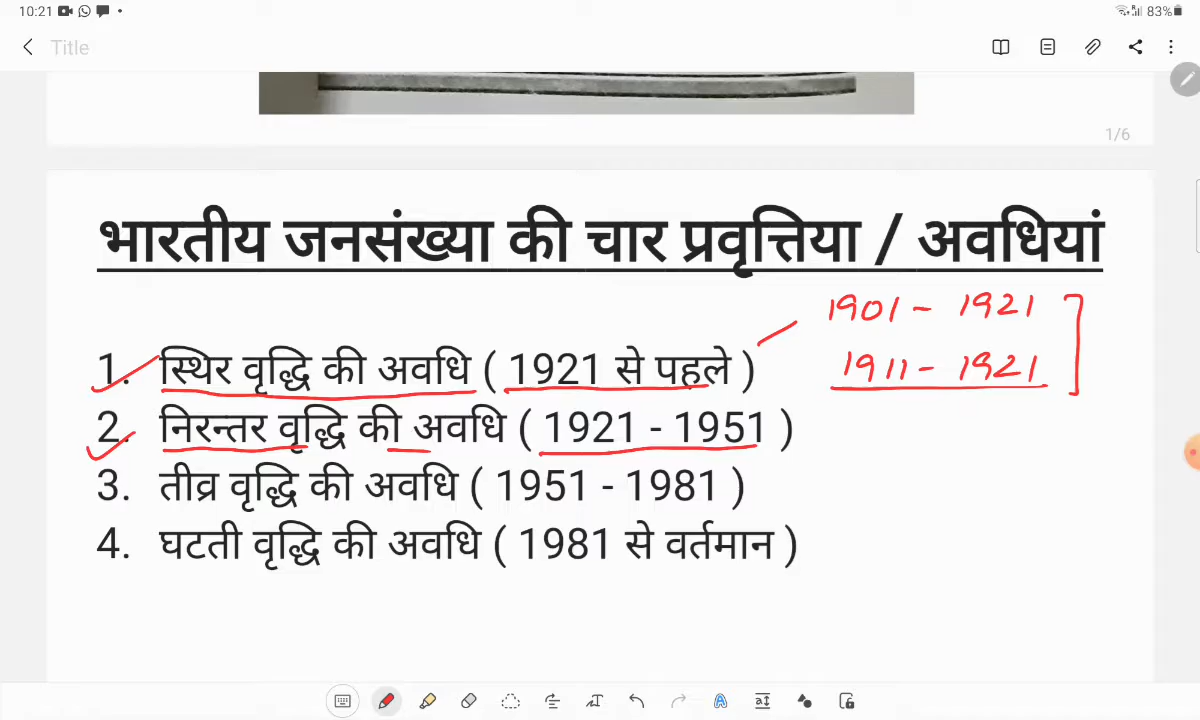 10:21
83%
Title
1/6
भारतीय जनसंख्या की चार प्रवृत्तिया / अवधियां
1901 - 1921
1. स्थिर वृद्धि की अवधि ( 1921 से पहले )
1911 - 1921
2. निरन्तर वृद्धि की अवधि ( 1921 - 1951 )
3. तीव्र वृद्धि की अवधि ( 1951 - 1981 )
4. घटती वृद्धि की अवधि ( 1981 से वर्तमान )